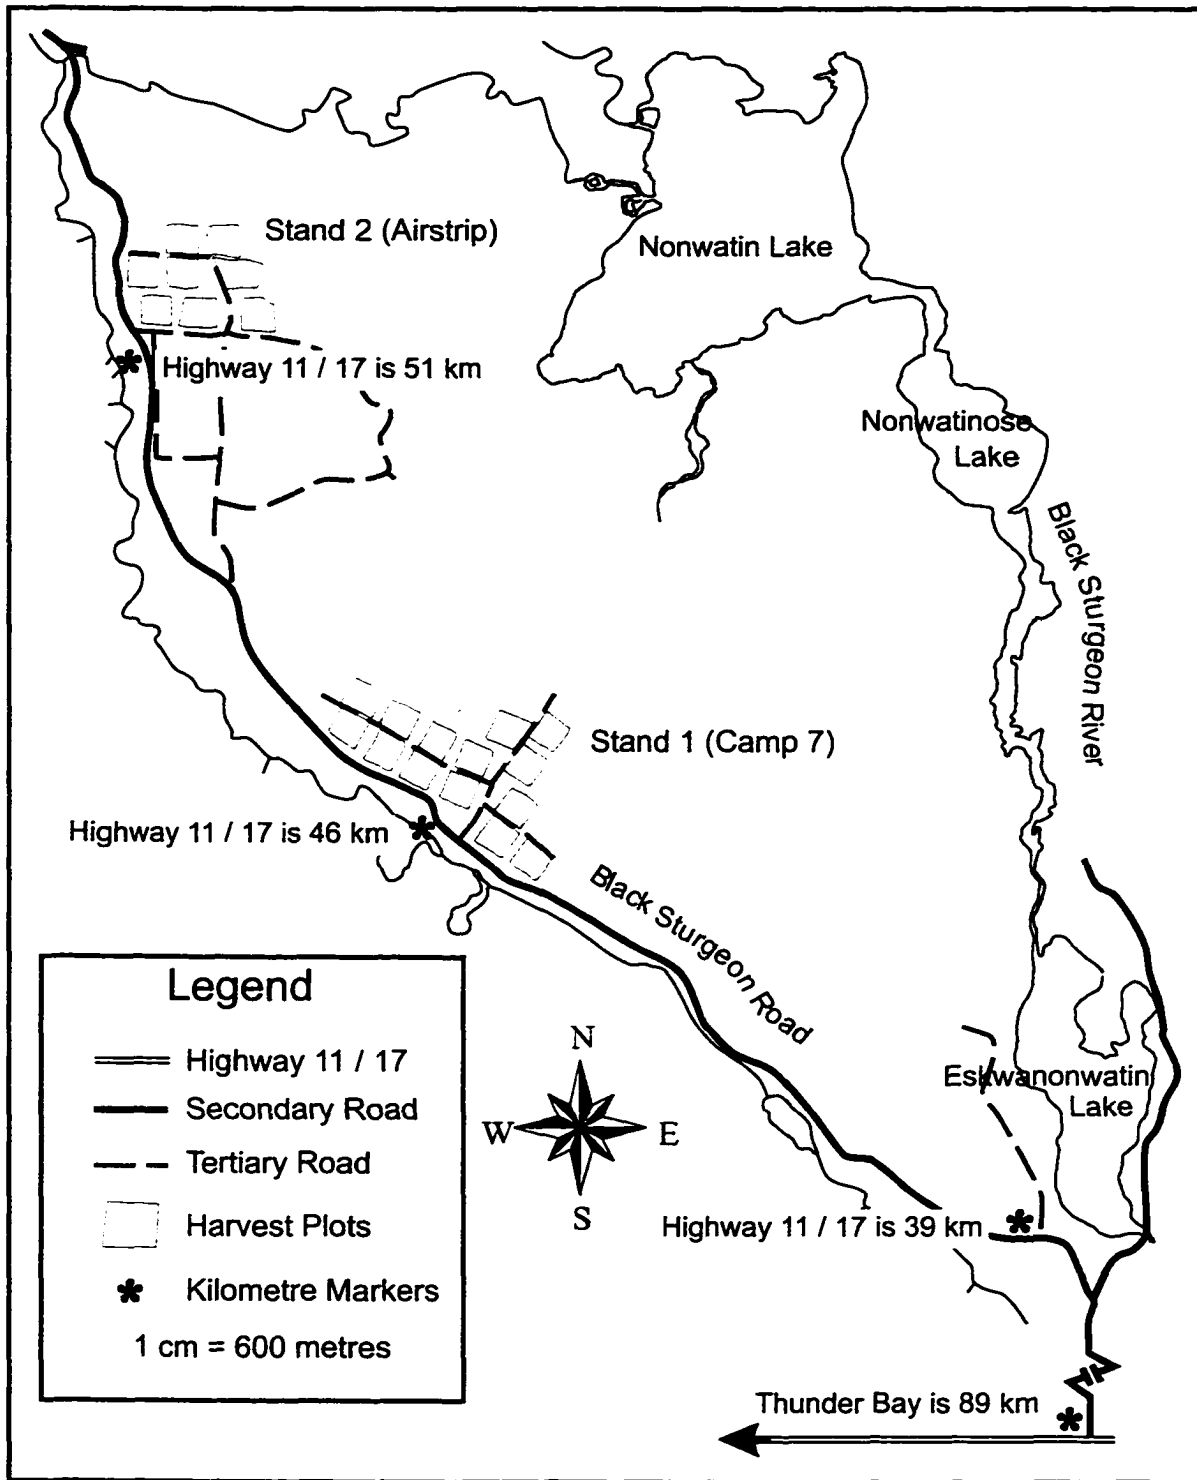 Stand 2 (Airstrip)
Nonwatin Lake
Highway 11 / 17 is 51 km
Nonwatinose
Lake
Black Sturgeon River
Stand 1 (Camp 7)
Highway 11 / 17 is 46 km
Black Sturgeon Road
Legend
Highway 11 / 17
Secondary Road
Tertiary Road
Harvest Plots
Kilometre Markers
1 cm = 600 metres
N
W
E
S
Eskwanonwatin
Lake
Highway 11 / 17 is 39 km
Thunder Bay is 89 km